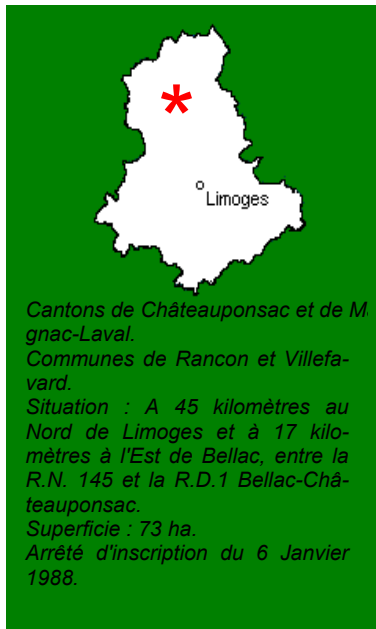 *
Limoges
Cantons de Châteauponsac et de Ma
gnac-Laval.
Communes de Rancon et Villefa-
vard.
Situation : A 45 kilomètres au
Nord de Limoges et à 17 kilo-
mètres à l'Est de Bellac, entre la
R.N. 145 et la R.D.1 Bellac-Châ-
teauponsac.
Superficie : 73 ha.
Arrêté d'inscription du 6 Janvier
1988.